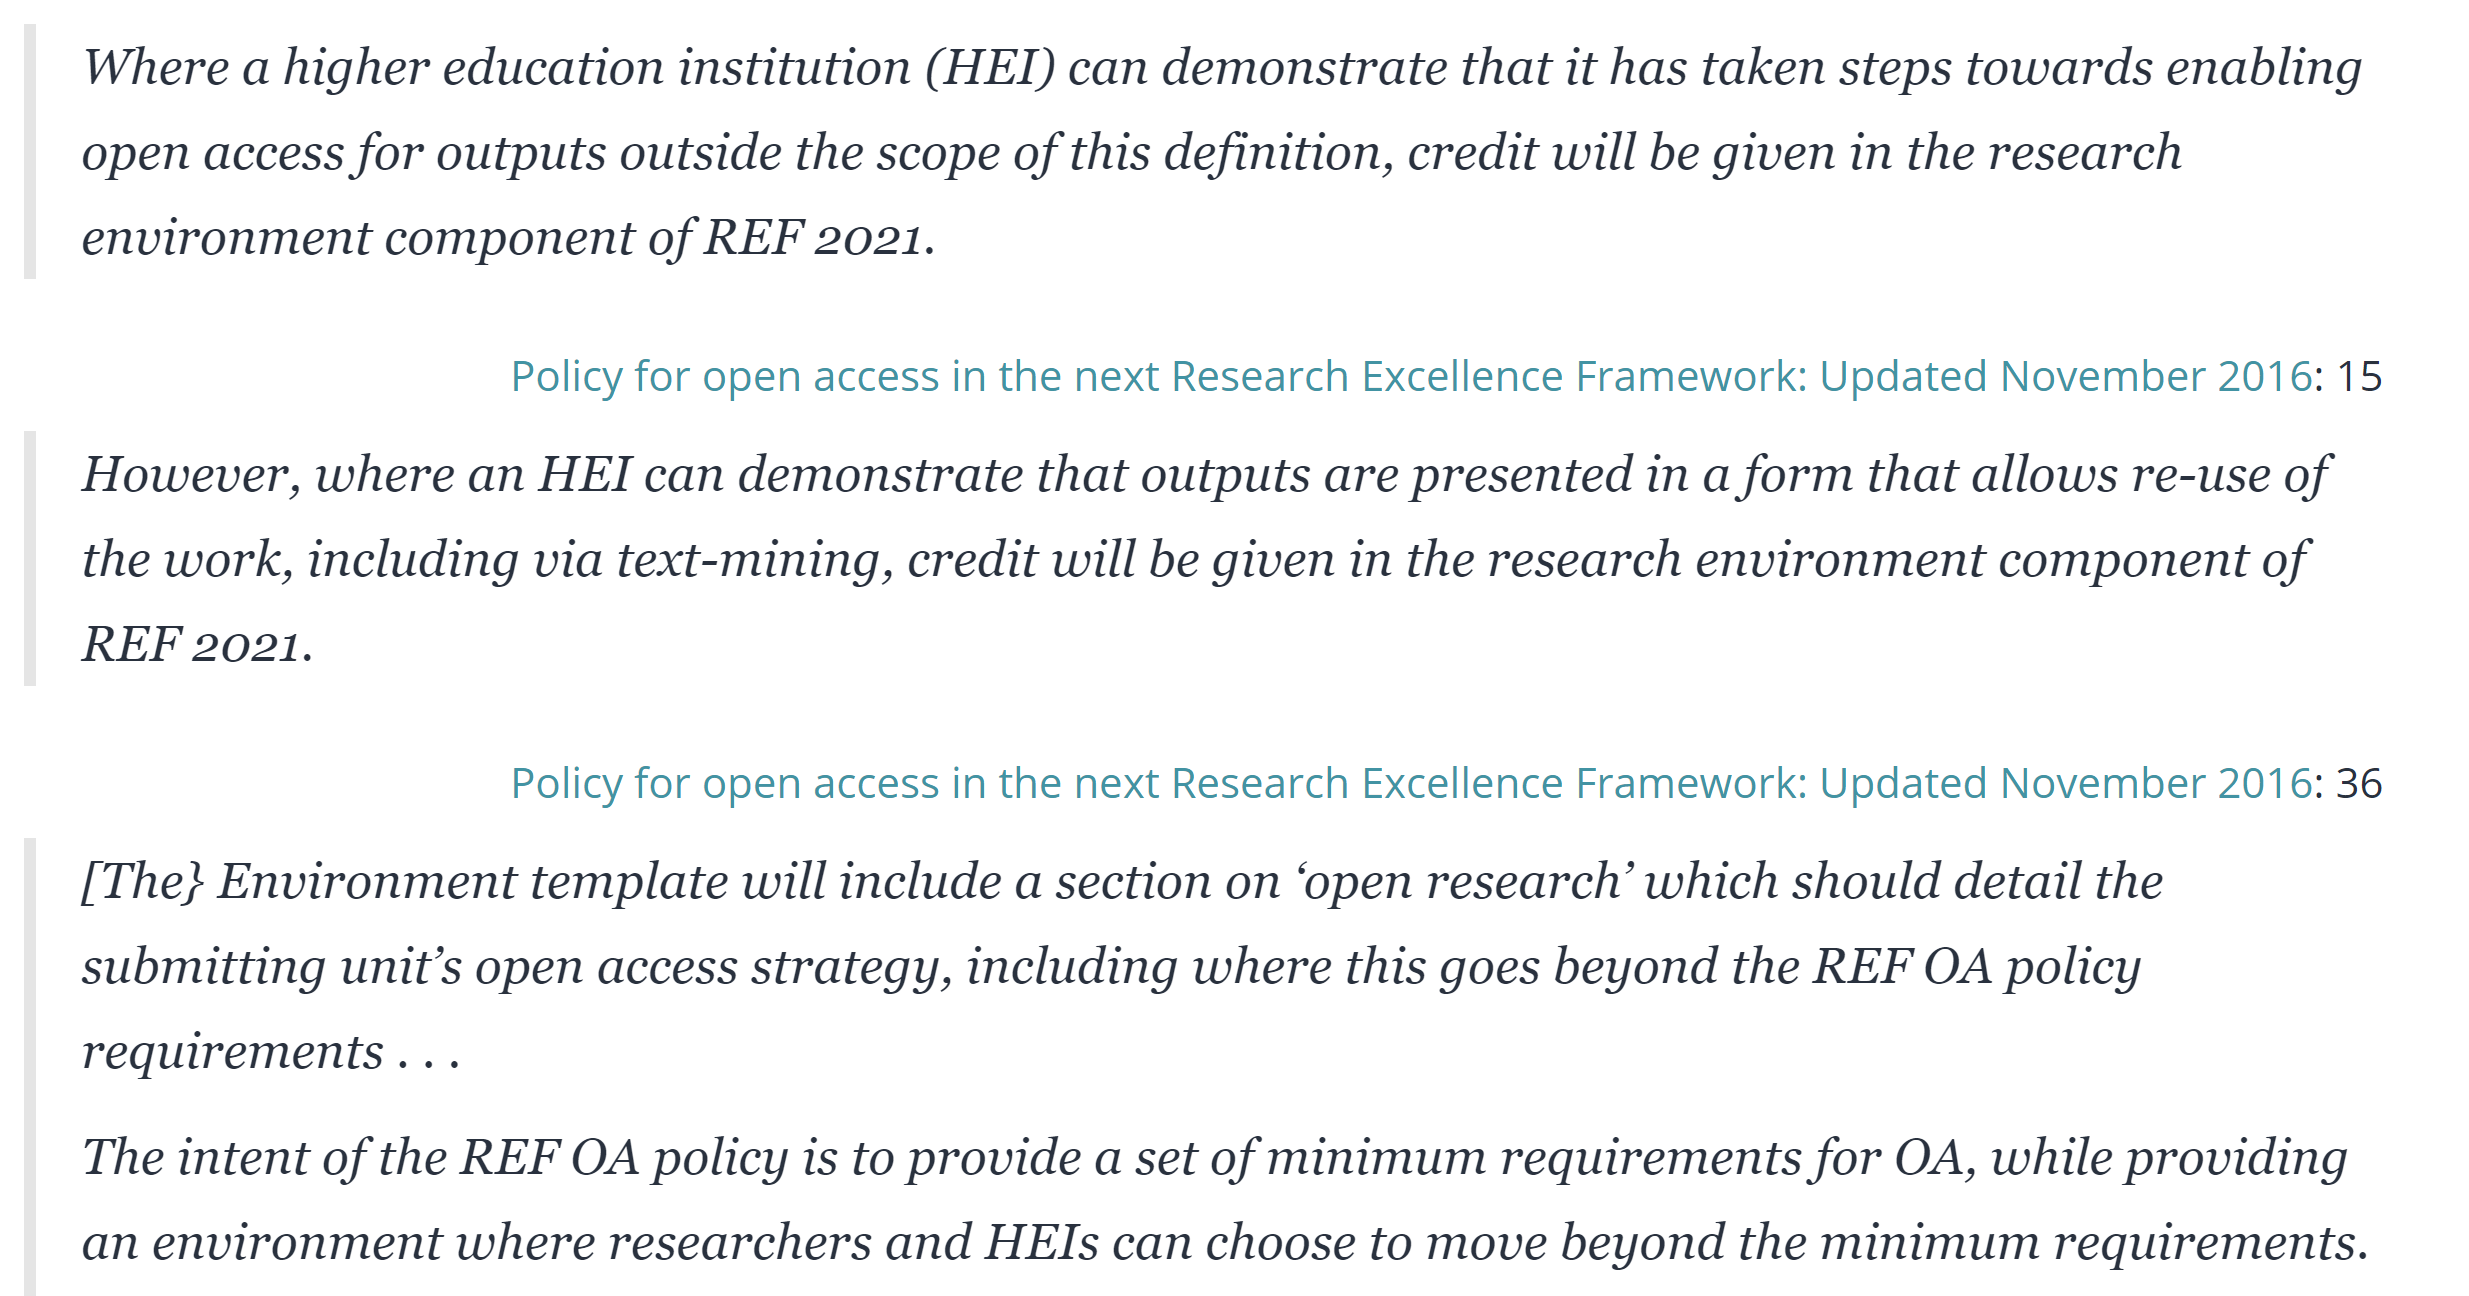 Where a higher education institution (HEI) can demonstrate that it has taken steps towards enabling
open access for outputs outside the scope of this definition, credit will be given in the research
environment component of REF 2021.
Policy for open access in the next Research Excellence Framework: Updated November 2016: 15
However, where an HEI can demonstrate that outputs are presented in a form that allows re-use of
the work, including via text-mining, credit will be given in the research environment component of
REF 2021.
Policy for open access in the next Research Excellence Framework: Updated November 2016: 36
[The} Environment template will include a section on ‘open research’ which should detail the
submitting unit’s open access strategy, including where this goes beyond the REF OA policy
requirements . . .
The intent of the REF OA policy is to provide a set of minimum requirements for OA, while providing
an environment where researchers and HEIs can choose to move beyond the minimum requirements.